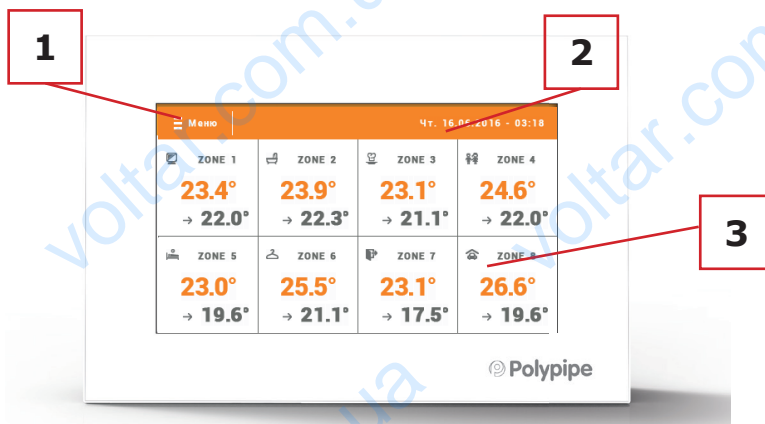 1
2
3
Меню
Чт. 16.06.2016 - 03:18
ZONE 1 ZONE 2 ZONE 3 ZONE 4
23.4° 23.9° 23.1° 24.6°
→ 22.0° → 22.3° → 21.1° → 22.0°
ZONE 5 ZONE 6 ZONE 7 ZONE 8
23.0° 25.5° 23.1° 26.6°
→ 19.6° → 21.1° → 17.5° → 19.6°
Polypipe
voltar.com.ua
voltar.com